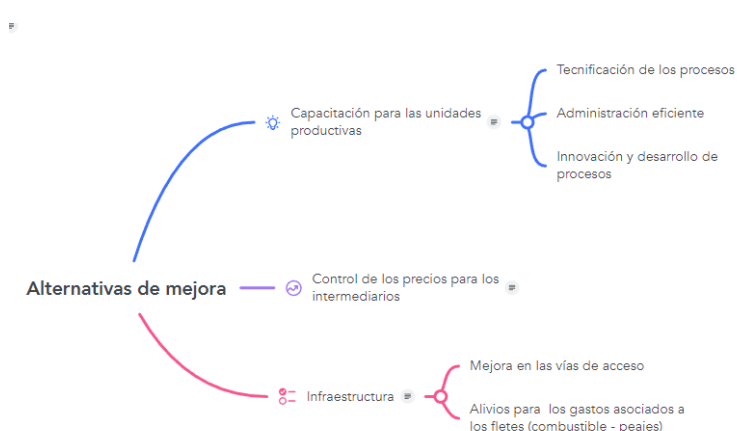 Tecnificación de los procesos
Capacitación para las unidades
productivas
Administración eficiente
Innovación y desarrollo de
procesos
Alternativas de mejora
Control de los precios para los
intermediarios
Infraestructura
Mejora en las vías de acceso
Alivios para los gastos asociados a
los fletes (combustible - peajes)